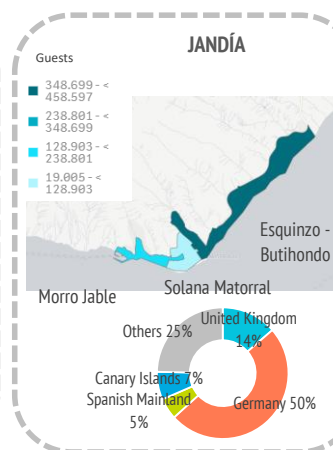 JANDÍA
Guests
348.699 - <
458.597
238.801 - <
348.699
128.903 - <
238.801
19.005 - <
128.903
Esquinzo -
Butihondo
Solana Matorral
Morro Jable
United Kingdom
14%
Others 25%
Canary Islands 7%
Spanish Mainland
5%
Germany 50%